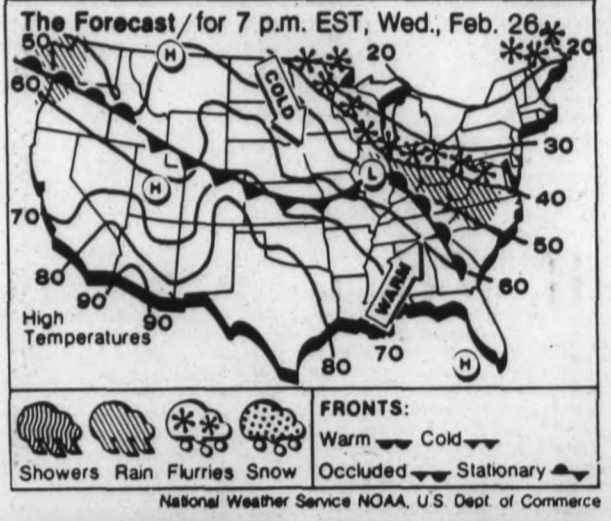 The Forecast / for 7 p.m. EST, Wed., Feb. 26
50
H
20
20
60
COLD
30
L
H
L
40
70
50
80
60
90
WARM
90
High
Temperatures
80
70
H
Showers Rain Flurries Snow
FRONTS:
Warm Cold
Occluded Stationary
National Weather Service NOAA, U.S. Dept. of Commerce